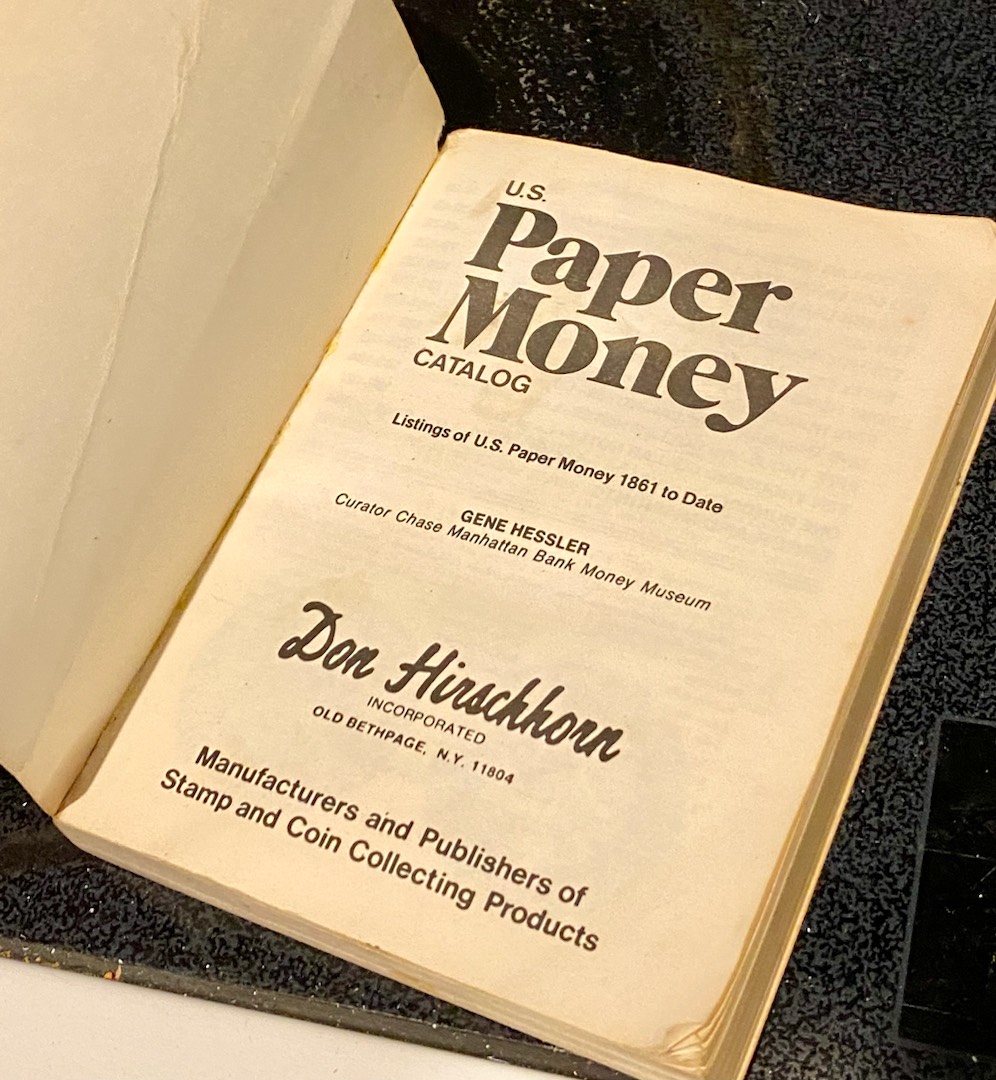 U.S.
Paper
Money
CATALOG
Listings of U.S. Paper Money 1861 to Date
GENE HESSLER
Curator Chase Manhattan Bank Money Museum
Don Hirschhorn
INCORPORATED
OLD BETHPAGE, N.Y. 11804
Manufacturers and Publishers of
Stamp and Coin Collecting Products